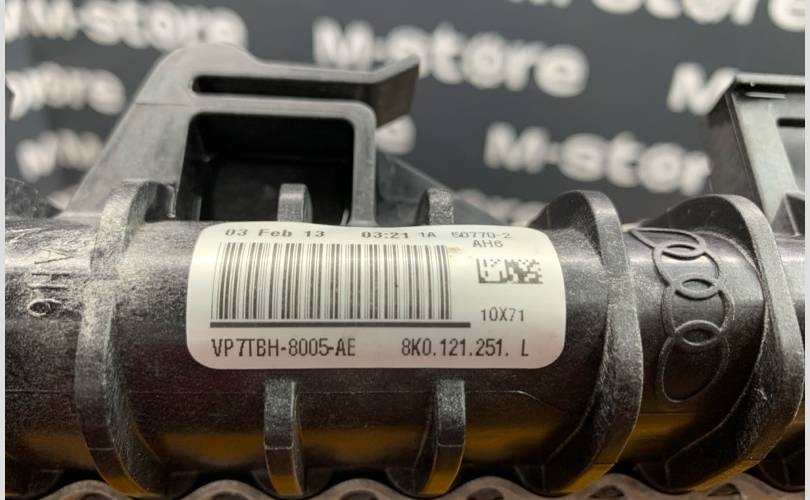 M-store
M-store
M-store
M-store
03 Feb 13 03:21 1A 50770-2
AH6
10X71
VP7TBH-8005-AE 8K0.121.251. L